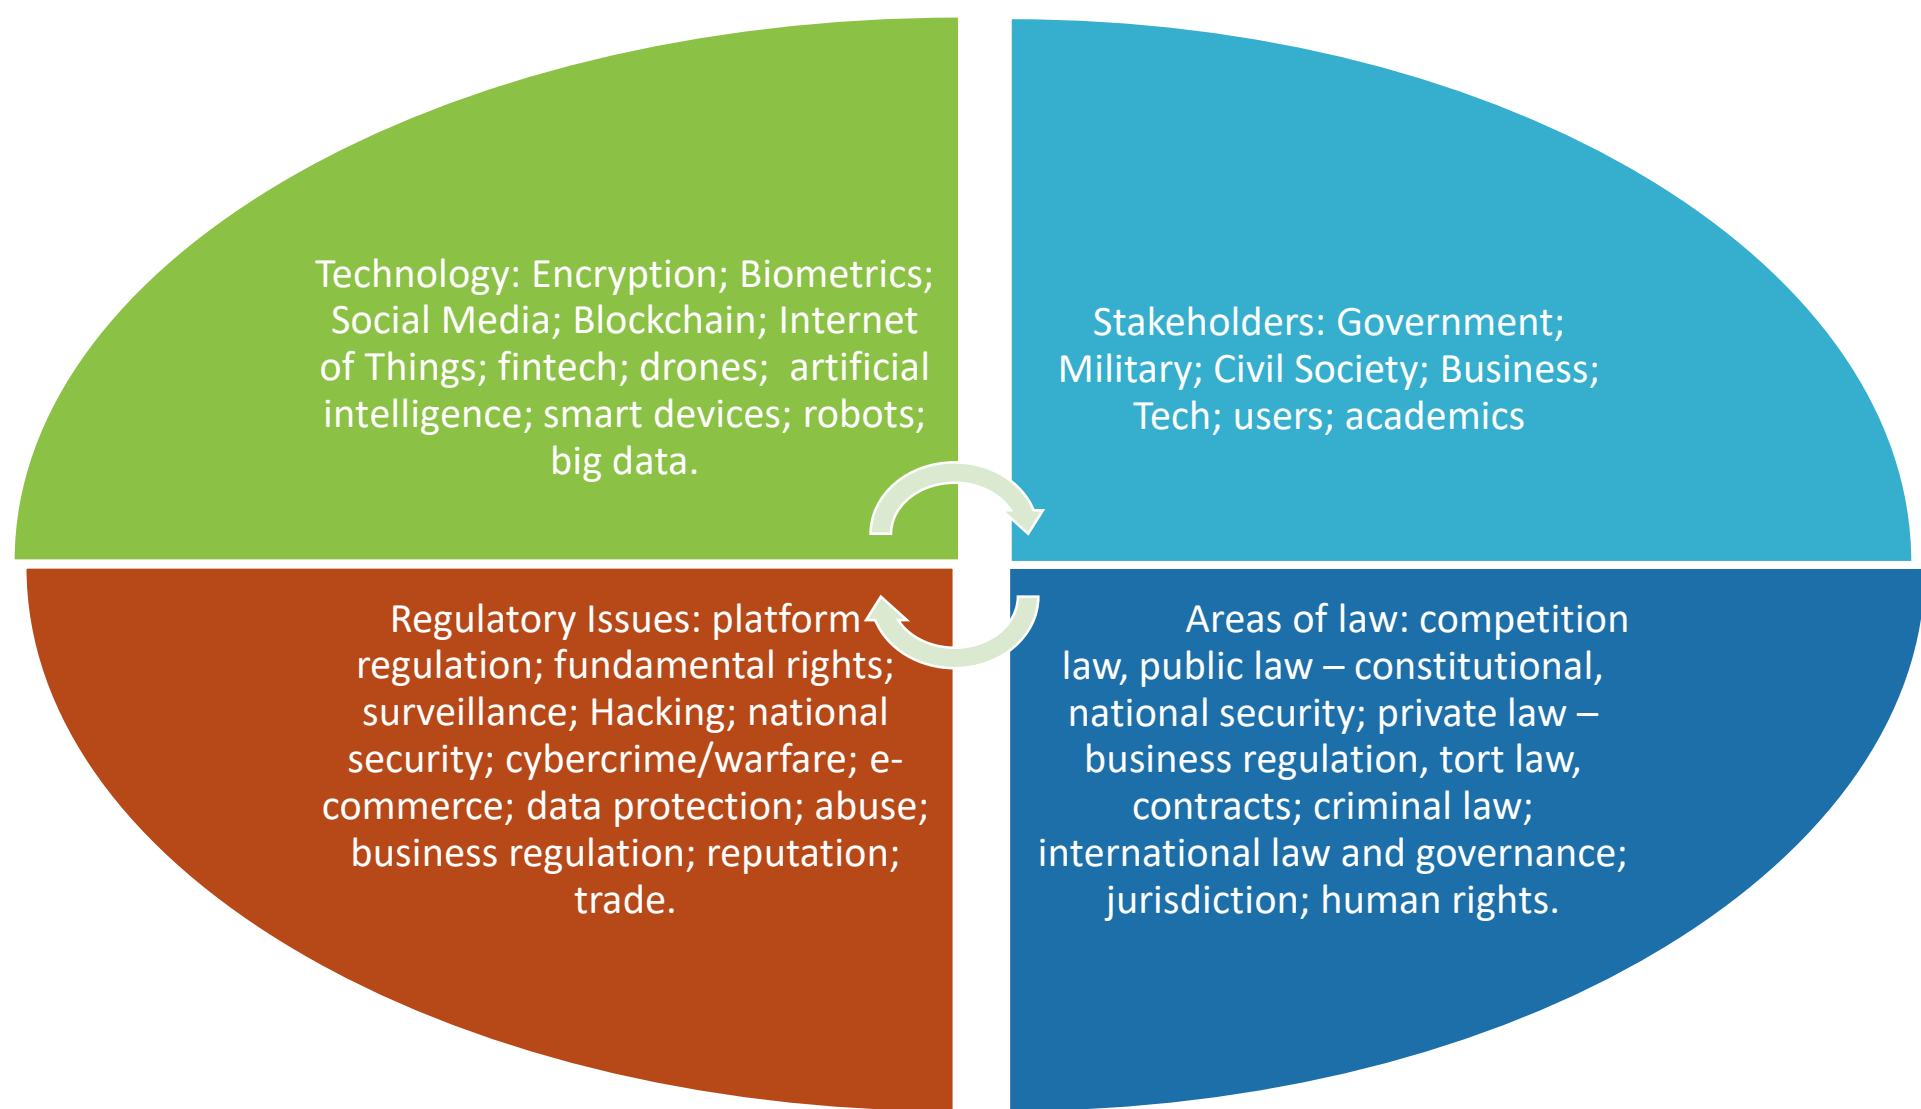 Technology: Encryption; Biometrics;
Social Media; Blockchain; Internet
of Things; fintech; drones;  artificial
intelligence; smart devices; robots;
big data.
Stakeholders: Government;
Military; Civil Society; Business;
Tech; users; academics
Regulatory Issues: platform
regulation; fundamental rights;
surveillance; Hacking; national
security; cybercrime/warfare; e-
commerce; data protection; abuse;
business regulation; reputation;
trade.
Areas of law: competition
law, public law – constitutional,
national security; private law –
business regulation, tort law,
contracts; criminal law;
international law and governance;
jurisdiction; human rights.